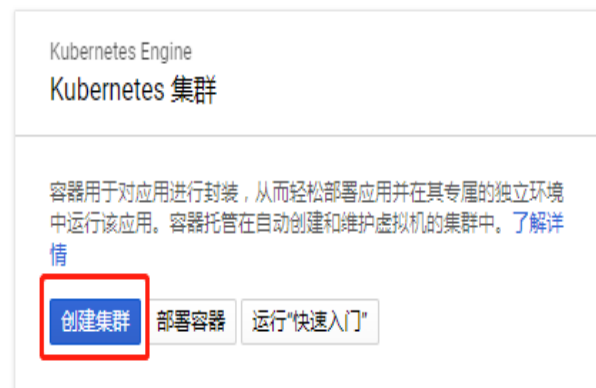 Kubernetes Engine
Kubernetes 集群
容器用于对应用进行封装，从而轻松部署应用并在其专属的独立环境
中运行该应用。容器托管在自动创建和维护虚拟机的集群中。了解详
情
创建集群 部署容器 运行“快速入门”